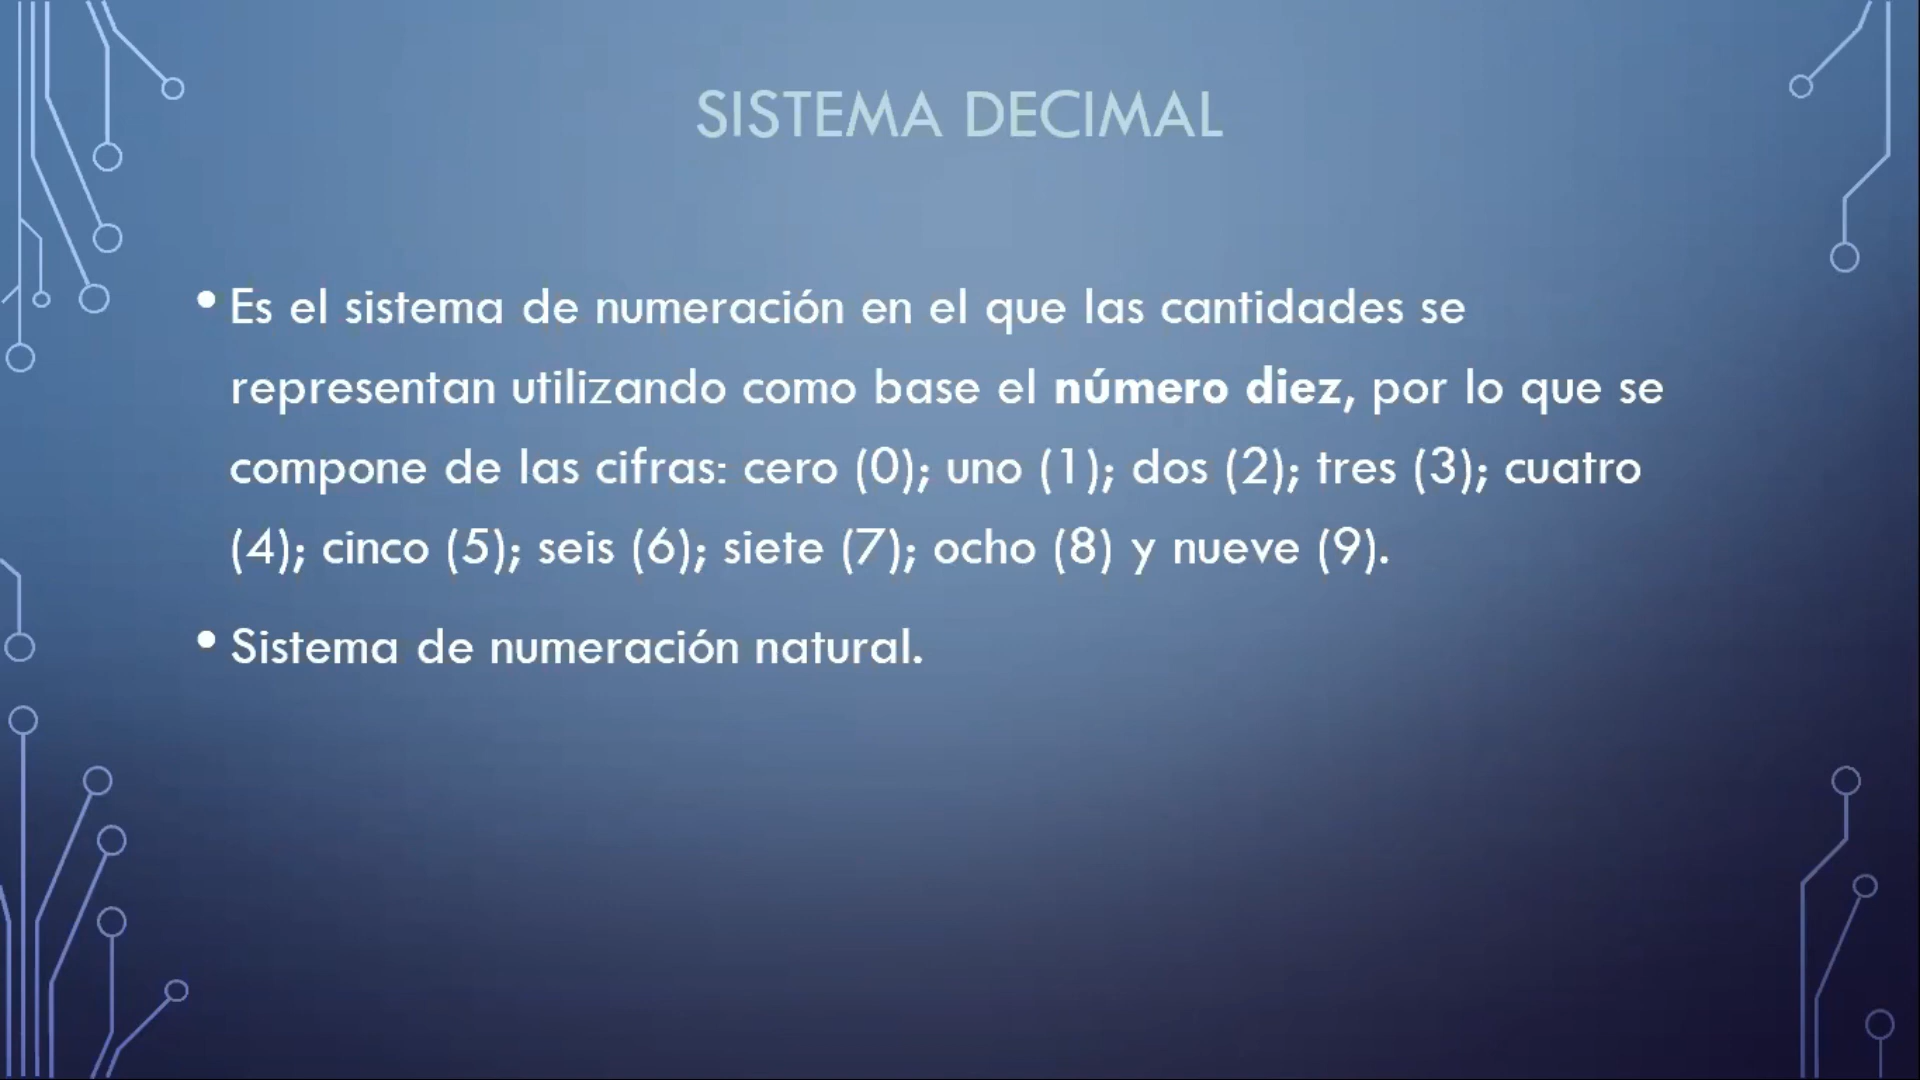 SISTEMA DECIMAL
• Es el sistema de numeración en el que las cantidades se
representan utilizando como base el número diez, por lo que se
compone de las cifras: cero (0); uno (1); dos (2); tres (3); cuatro
(4); cinco (5); seis (6); siete (7); ocho (8) y nueve (9).
• Sistema de numeración natural.